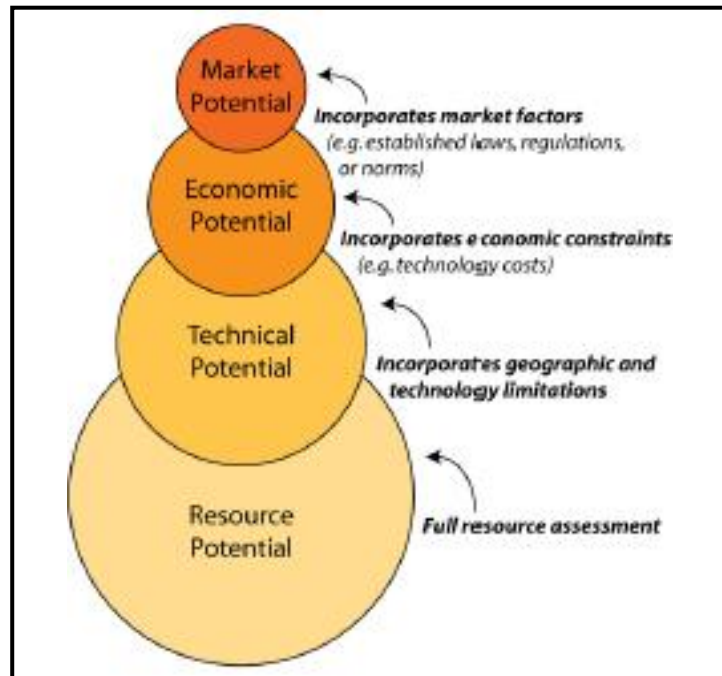 Market
Potential
Incorporates market factors
(e.g. established laws, regulations,
or norms)
Economic
Potential
Incorporates economic constraints
(e.g. technology costs)
Technical
Potential
Incorporates geographic and
technology limitations
Resource
Potential
Full resource assessment